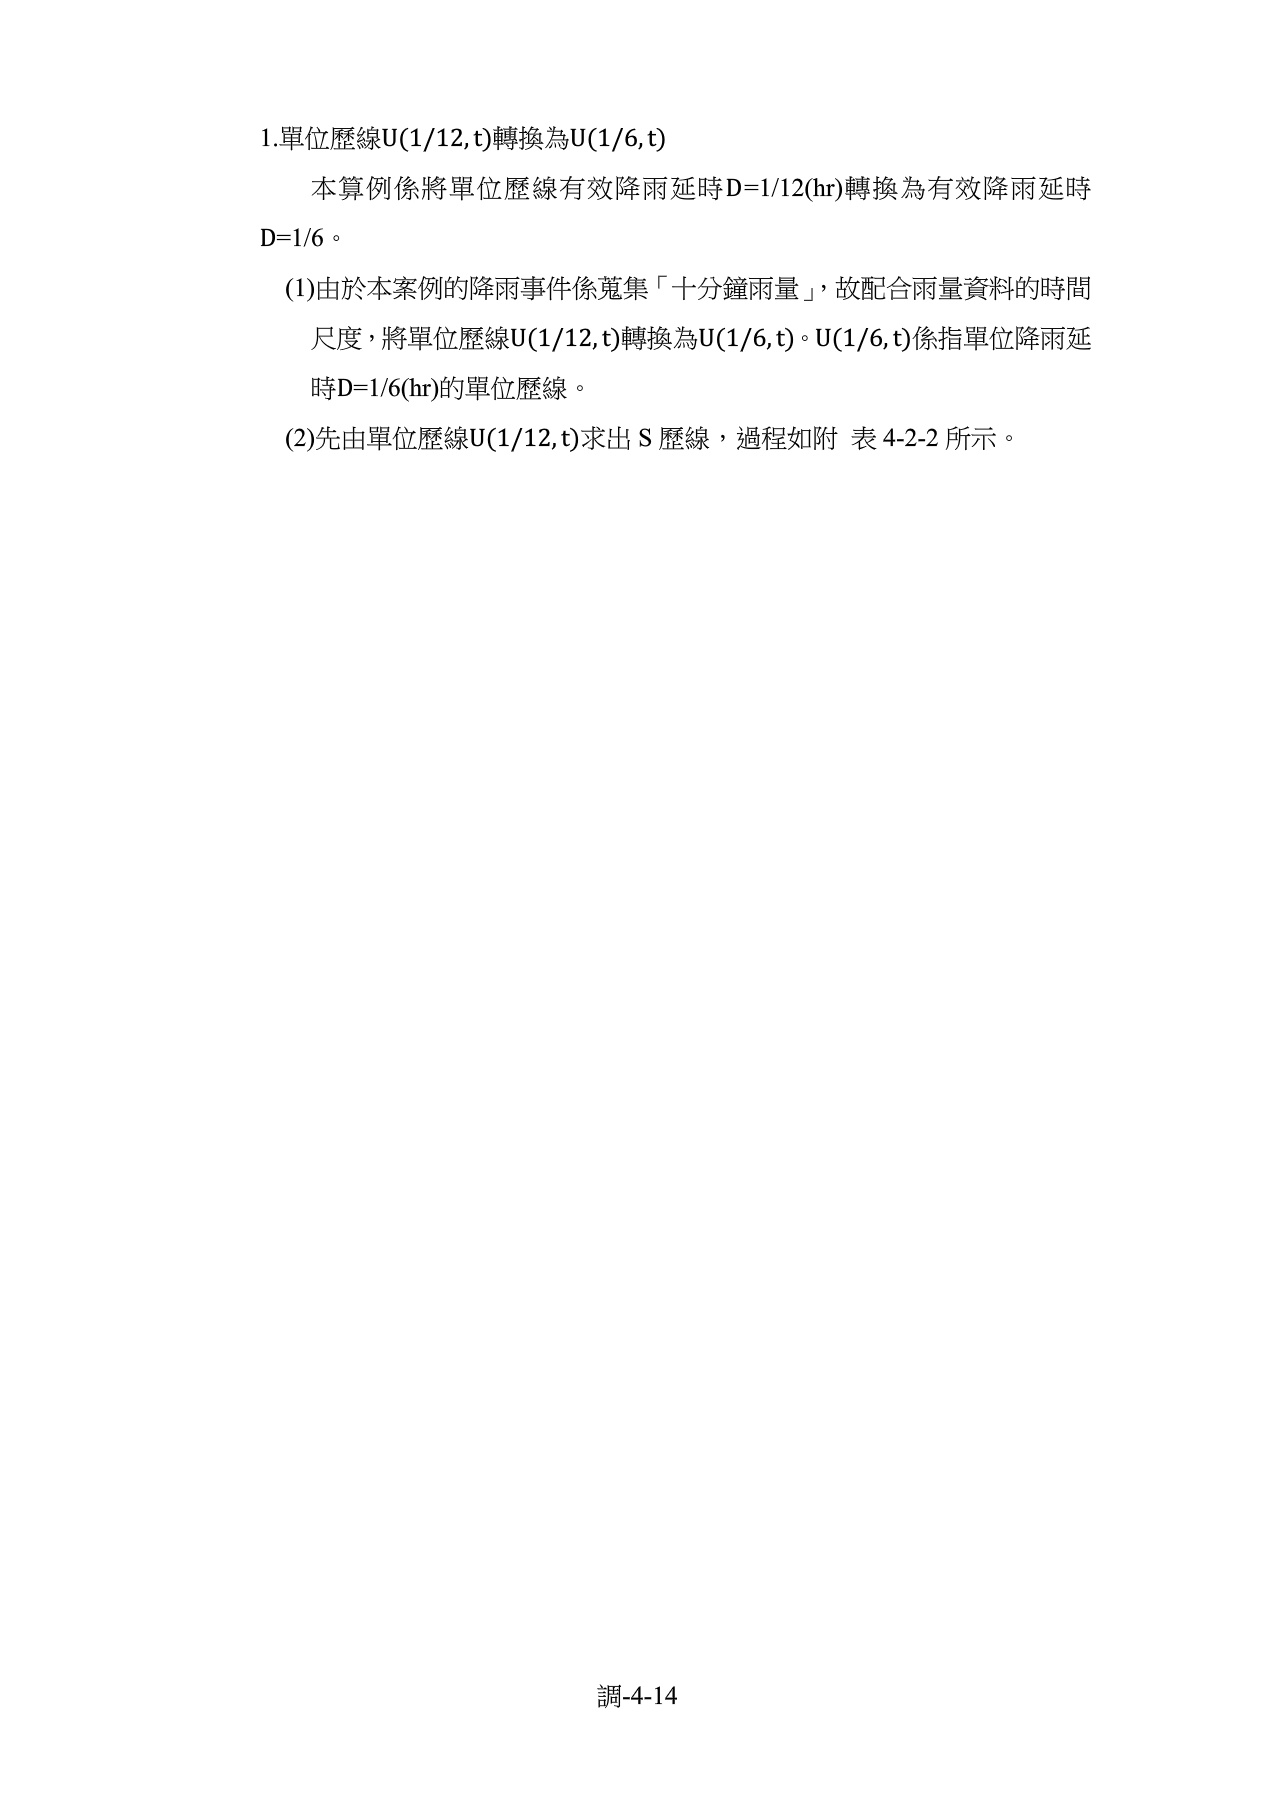 1.單位歷線U(1/12,t)轉換為U(1/6,t)
本算例係將單位歷線有效降雨延時D=1/12(hr)轉換為有效降雨延時
D=1/6。
(1)由於本案例的降雨事件係蒐集「十分鐘雨量」，故配合雨量資料的時間
尺度，將單位歷線U(1/12,t)轉換為U(1/6,t)。U(1/6,t)係指單位降雨延
時D=1/6(hr)的單位歷線。
(2)先由單位歷線U(1/12,t)求出 S 歷線，過程如附 表 4-2-2 所示。
調-4-14